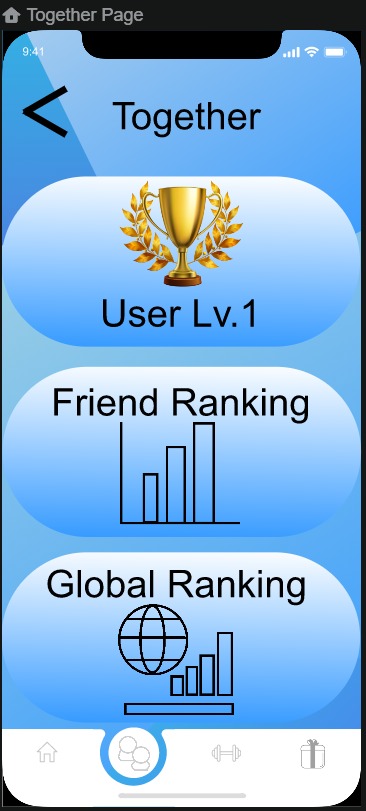 Together Page
9:41
Together
User Lv.1
Friend Ranking
Global Ranking